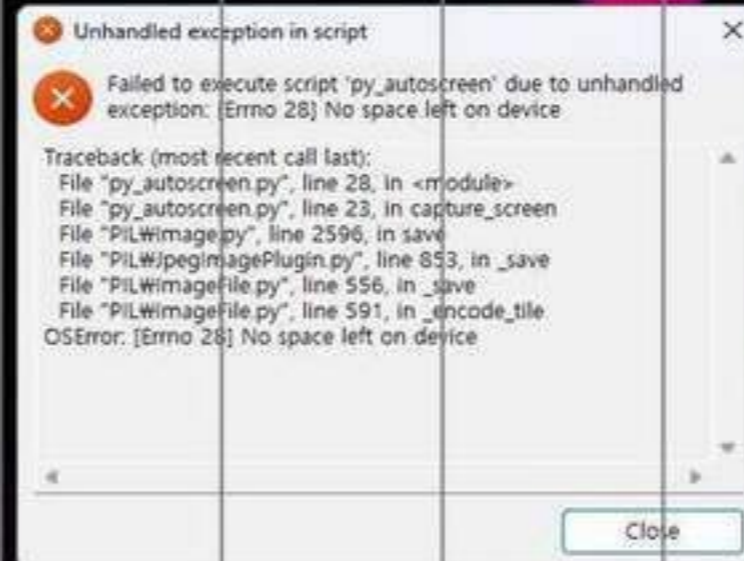 Unhandled exception in script
Failed to execute script 'py_autoscreen' due to unhandled
exception: [Errno 28] No space left on device
Traceback (most recent call last):
File "py_autoscreen.py", line 28, in <module>
File "py_autoscreen.py", line 23, in capture_screen
File "PIL₩Image.py", line 2596, in save
File "PIL₩JpegImagePlugin.py", line 853, in _save
File "PIL₩ImageFile.py", line 556, in _save
File "PIL₩ImageFile.py", line 591, in _encode_tile
OSError: [Errno 28] No space left on device
Close